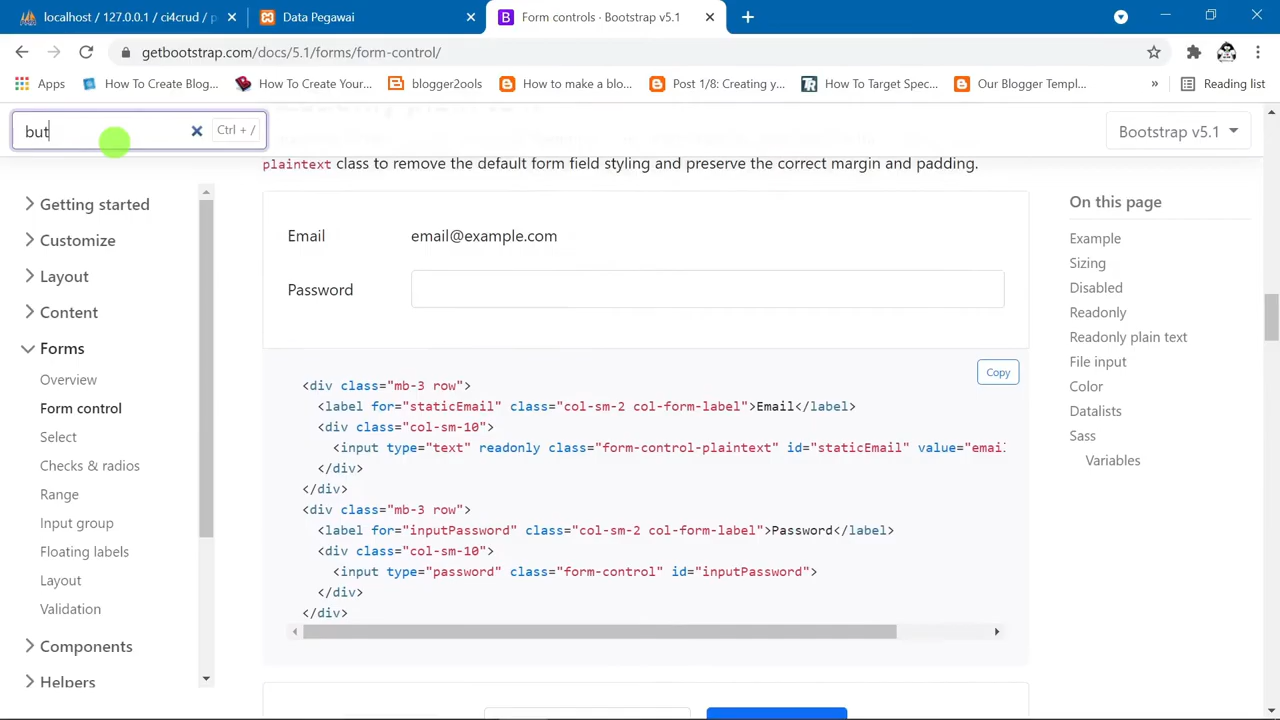 localhost / 127.0.0.1 / ci4crud / p
Data Pegawai
Form controls · Bootstrap v5.1
getbootstrap.com/docs/5.1/forms/form-control/
Apps
How To Create Blog...
How To Create Your...
blogger2ools
How to make a blo...
Post 1/8: Creating y...
How To Target Spec...
Our Blogger Templ...
»
Reading list
but
Ctrl + /
Bootstrap v5.1
plaintext class to remove the default form field styling and preserve the correct margin and padding.
Getting started
Customize
Layout
Content
Forms
Overview
Form control
Select
Checks & radios
Range
Input group
Floating labels
Layout
Validation
Components
Helpers
Email email@example.com
Password
Copy
<div class="mb-3 row">
<label for="staticEmail" class="col-sm-2 col-form-label">Email</label>
<div class="col-sm-10">
<input type="text" readonly class="form-control-plaintext" id="staticEmail" value="emai
</div>
</div>
<div class="mb-3 row">
<label for="inputPassword" class="col-sm-2 col-form-label">Password</label>
<div class="col-sm-10">
<input type="password" class="form-control" id="inputPassword">
</div>
</div>
On this page
Example
Sizing
Disabled
Readonly
Readonly plain text
File input
Color
Datalists
Sass
Variables